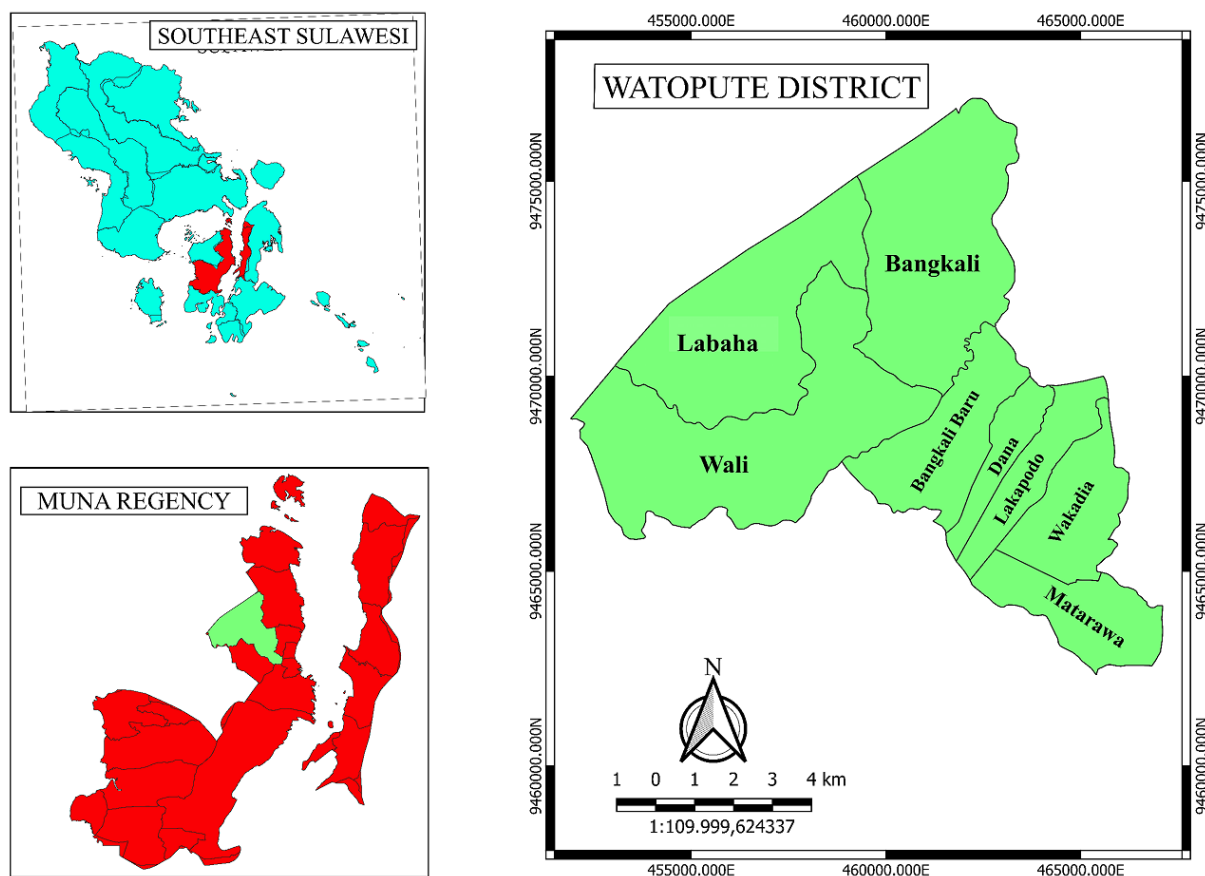 SOUTHEAST SULAWESI
MUNA REGENCY
455000.000E
460000.000E
465000.000E
WATOPUTE DISTRICT
9475000.000N
9475000.000N
9470000.000N
9470000.000N
9465000.000N
9465000.000N
9460000.000N
9460000.000N
Bangkali
Labaha
Wali
Bangkali Baru
Dana
Lakapodo
Wakadia
Matarawa
N
1 0 1 2 3 4 km
1:109.999,624337
455000.000E
460000.000E
465000.000E